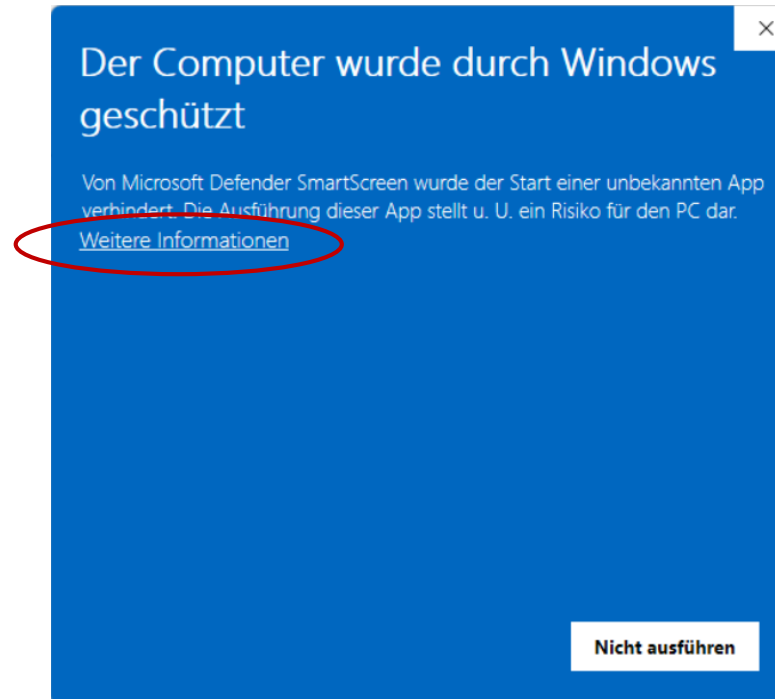 Der Computer wurde durch Windows
geschützt
Von Microsoft Defender SmartScreen wurde der Start einer unbekannten App
verhindert. Die Ausführung dieser App stellt u. U. ein Risiko für den PC dar.
Weitere Informationen
Nicht ausführen